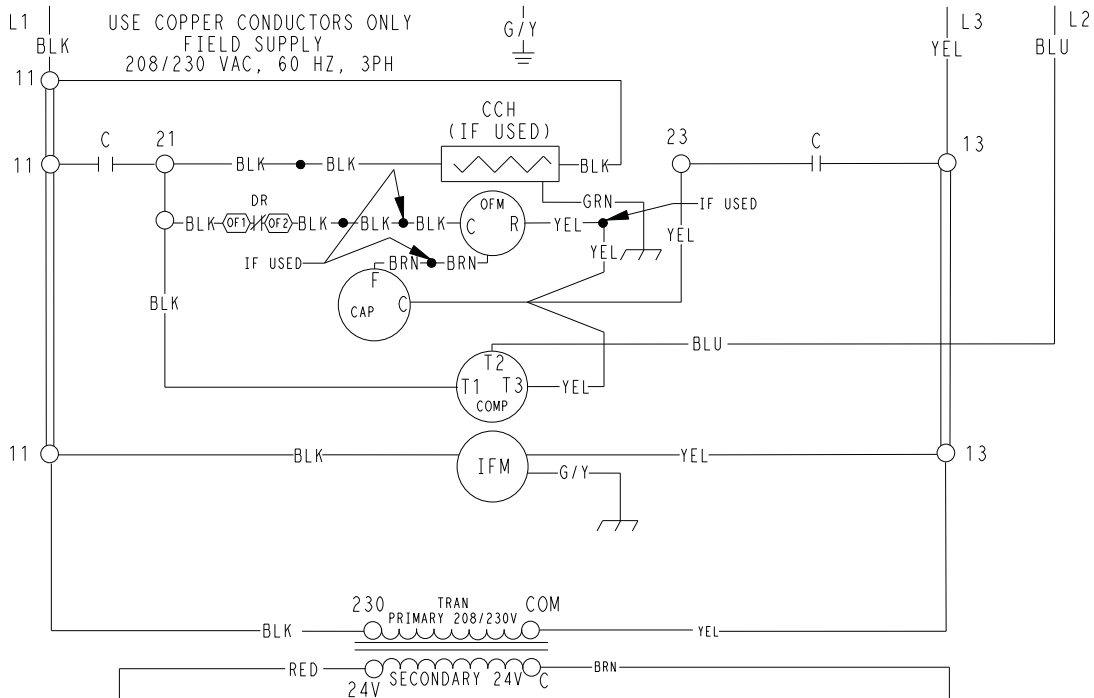 L1
USE COPPER CONDUCTORS ONLY
FIELD SUPPLY
208/230 VAC, 60 HZ, 3PH
G/Y
L3
L2
BLK
YEL
BLU
11
CCH
(IF USED)
C
21
23
C
13
11
BLK
BLK
BLK
DR
OFM
GRN
IF USED
BLK
OF1
OF2
BLK
BLK
BLK
C
R
YEL
YEL
YEL
IF USED
BRN
BRN
F
CAP
C
BLK
BLU
T2
T1
T3
YEL
COMP
11
BLK
IFM
YEL
13
G/Y
230
TRAN
COM
PRIMARY 208/230V
BLK
YEL
RED
BRN
24V
SECONDARY 24V
C